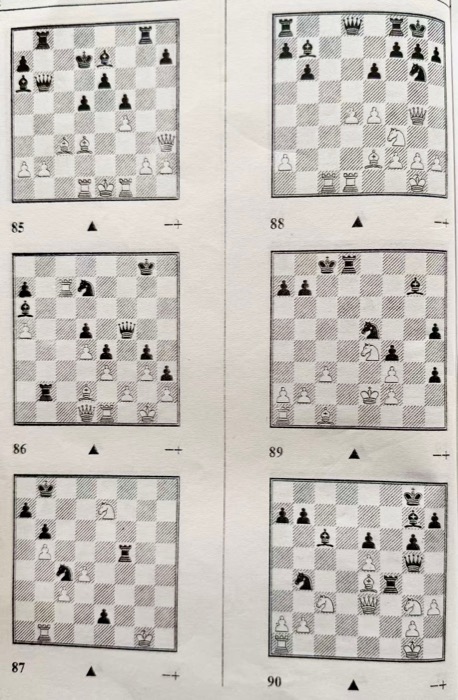 85 ▲ –+
88 ▲ –+
86 ▲ –+
89 ▲ –+
87 ▲ –+
90 ▲ –+